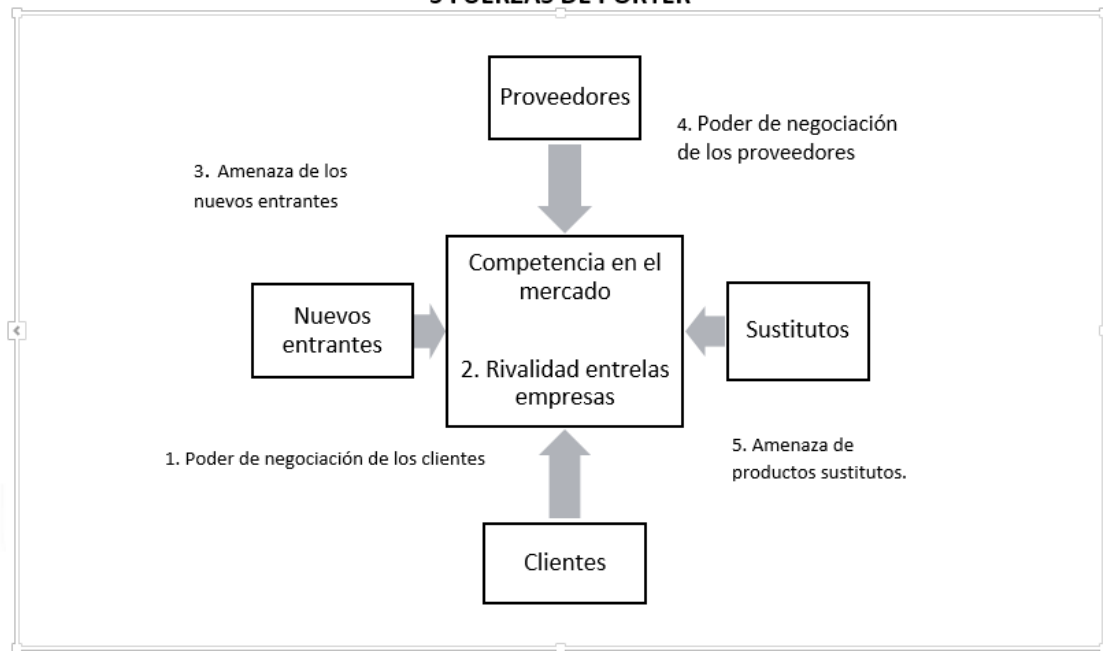 5 FUERZAS DE PORTER
Proveedores
4. Poder de negociación
de los proveedores
3. Amenaza de los
nuevos entrantes
Competencia en el
mercado
Nuevos
entrantes
Sustitutos
2. Rivalidad entrelas
empresas
1. Poder de negociación de los clientes
5. Amenaza de
productos sustitutos.
Clientes